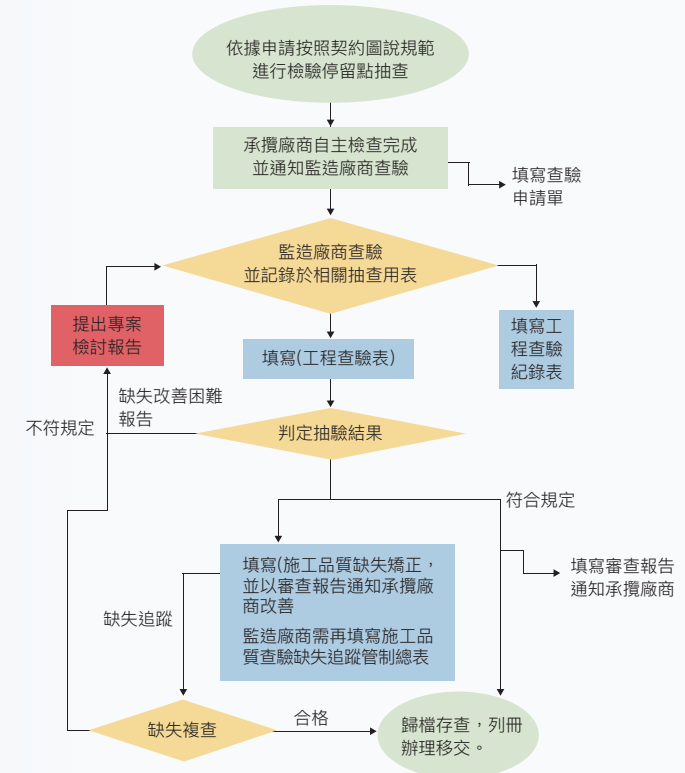 依據申請按照契約圖說規範
進行檢驗停留點抽查
承攬廠商自主檢查完成
並通知監造廠商查驗
填寫查驗
申請單
監造廠商查驗
並記錄於相關抽查用表
提出專案
檢討報告
填寫(工程查驗表)
填寫工
程查驗
紀錄表
缺失改善困難
報告
不符規定
判定抽驗結果
符合規定
填寫(施工品質缺失矯正，
並以審查報告通知承攬廠
商改善
監造廠商需再填寫施工品
質查驗缺失追蹤管制總表
填寫審查報告
通知承攬廠商
缺失追蹤
缺失複查
合格
歸檔存查，列冊
辦理移交。